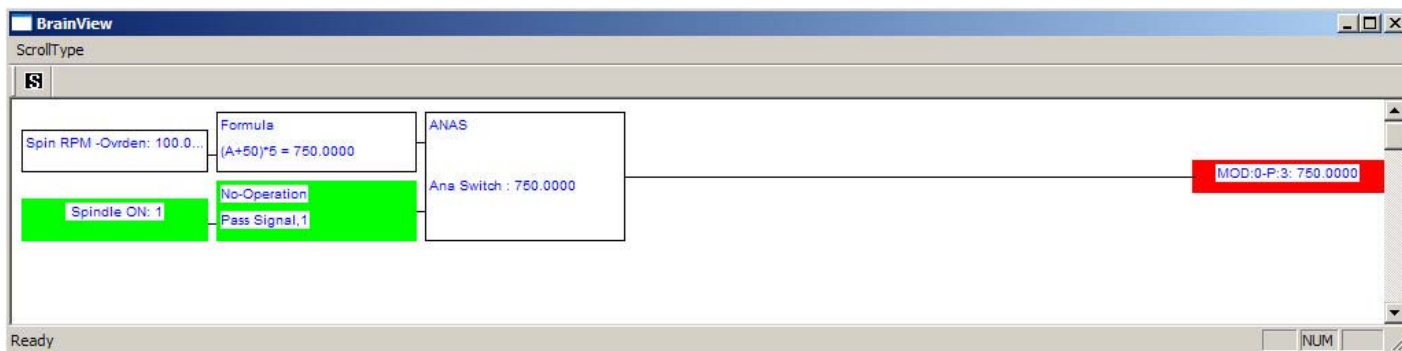 BrainView
ScrollType
S
Spin RPM -Ovrden: 100.0...
Formula
(A+50)*5 = 750.0000
ANAS
Ana Switch : 750.0000
MOD:0-P:3: 750.0000
Spindle ON: 1
No-Operation
Pass Signal,1
Ready
NUM